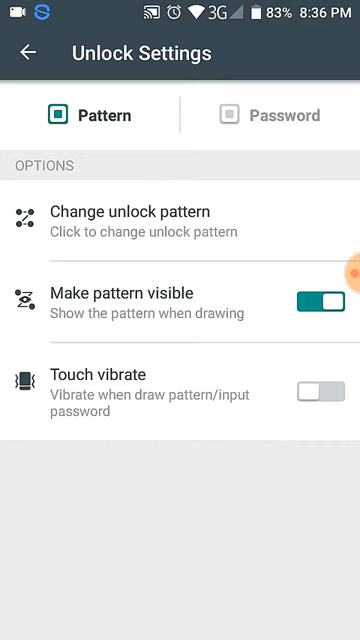 3G 83% 8:36 PM
Unlock Settings
Pattern Password
OPTIONS
Change unlock pattern
Click to change unlock pattern
Make pattern visible
Show the pattern when drawing
Touch vibrate
Vibrate when draw pattern/input
password